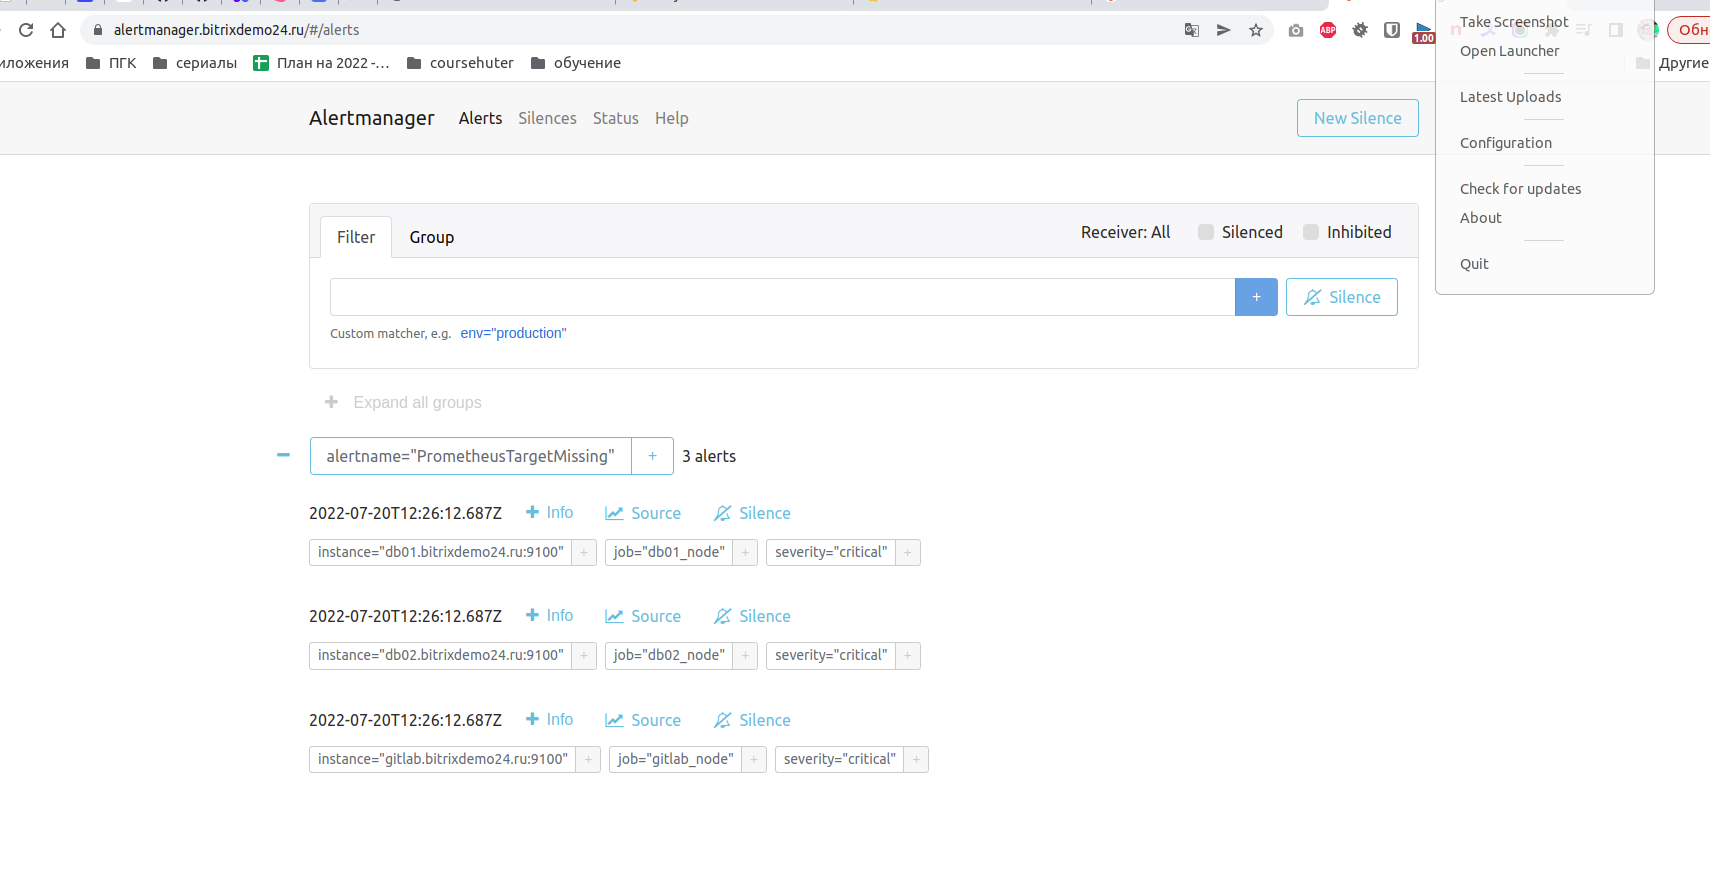 Take Screenshot
alertmanager.bitrixdemo24.ru/#/alerts
ABP
1.00
Обн
Open Launcher
иложения ПГК сериалы План на 2022 -... coursehuter обучение Другие
Latest Uploads
Alertmanager Alerts Silences Status Help New Silence
Configuration
Check for updates
About
Quit
Filter Group Receiver: All Silenced Inhibited
+ Silence
Custom matcher, e.g. env="production"
+ Expand all groups
alertname="PrometheusTargetMissing" + 3 alerts
2022-07-20T12:26:12.687Z + Info Source Silence
instance="db01.bitrixdemo24.ru:9100" + job="db01_node" + severity="critical" +
2022-07-20T12:26:12.687Z + Info Source Silence
instance="db02.bitrixdemo24.ru:9100" + job="db02_node" + severity="critical" +
2022-07-20T12:26:12.687Z + Info Source Silence
instance="gitlab.bitrixdemo24.ru:9100" + job="gitlab_node" + severity="critical" +